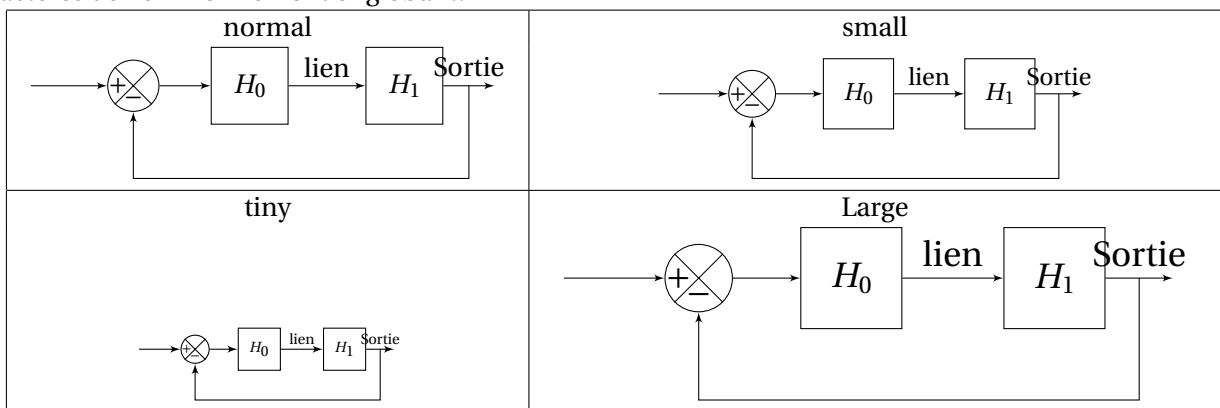 normal
+
−
H₀
lien
H₁
Sortie
small
+
−
H₀
lien
H₁
Sortie
tiny
+
−
H₀
lien
H₁
Sortie
Large
+
−
H₀
lien
H₁
Sortie